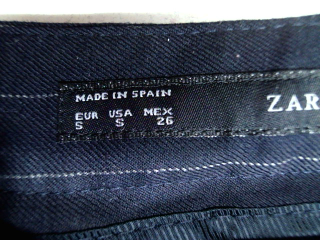 MADE IN SPAIN
ZAR
EUR USA MEX
S S 26